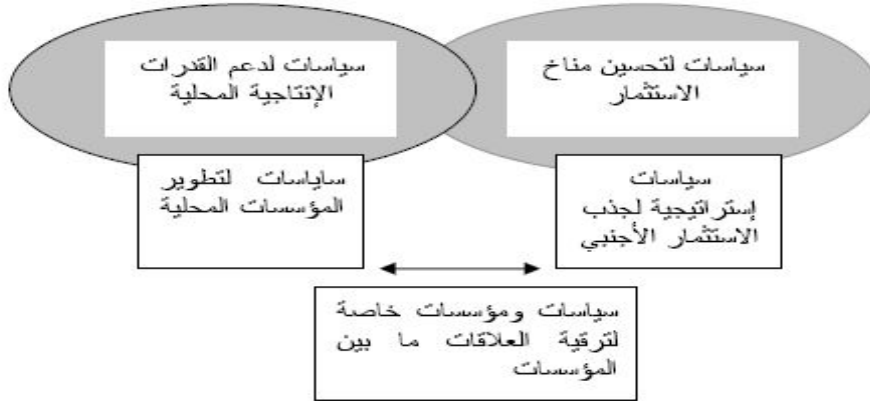 سياسات لتحسين مناخ
الاستثمار
سياسات لدعم القدرات
الإنتاجية المحلية
سياسات
إستراتيجية لجذب
الاستثمار الأجنبي
ساياسات لتطوير
المؤسسات المحلية
سياسات ومؤسسات خاصة
لترقية العلاقات ما بين
المؤسسات